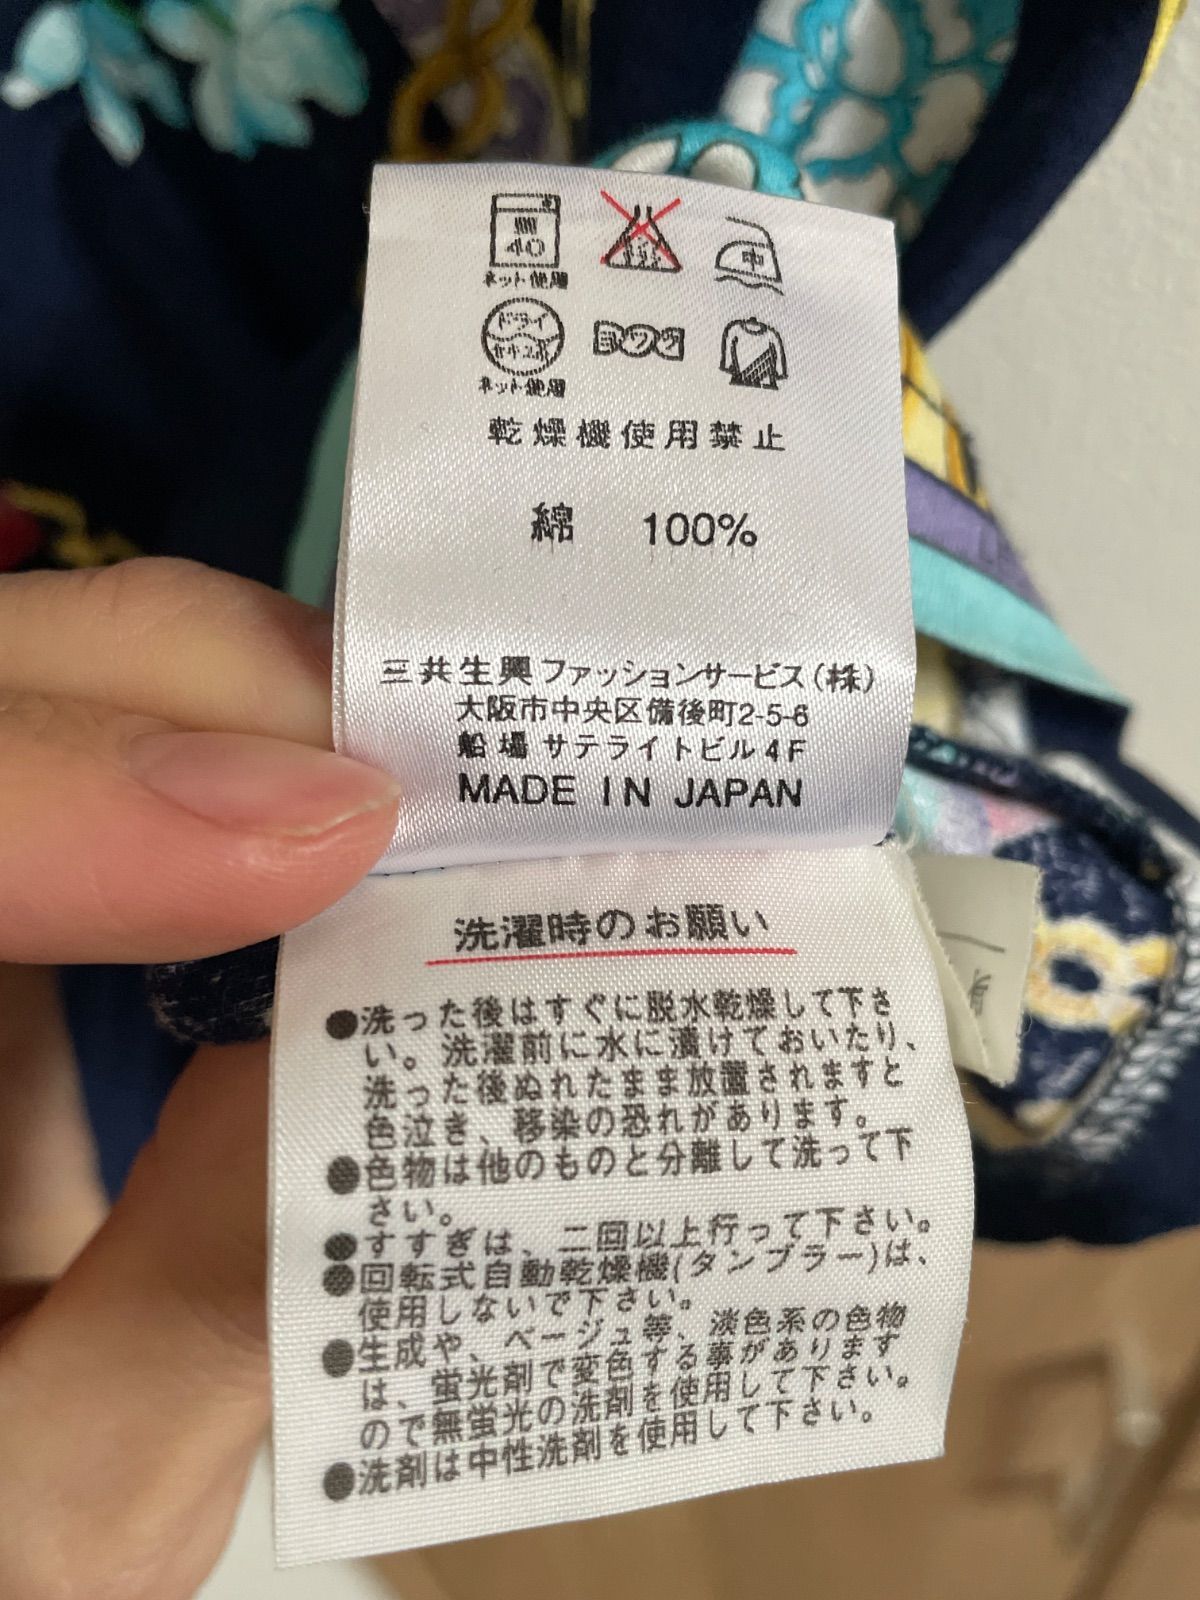 弱
40
ネット使用
中
ドライ
セキユ系
ネット使用
ヨワク
乾燥機使用禁止
綿 100%
三共生興ファッションサービス(株)
大阪市中央区備後町2-5-6
船場 サテライトビル4F
MADE IN JAPAN
洗濯時のお願い
●洗った後はすぐに脱水乾燥して下さ
い。洗濯前に水に漬けておいたり、
洗った後ぬれたまま放置されますと
色泣き、移染の恐れがあります。
●色物は他のものと分離して洗って下
さい。
●すすぎは、二回以上行って下さい。
●回転式自動乾燥機(タンブラー)は、
使用しないで下さい。
●生成や、ベージュ等、淡色系の色物
は、蛍光剤で変色する事があります
ので無蛍光の洗剤を使用して下さい。
●洗剤は中性洗剤を使用して下さい。